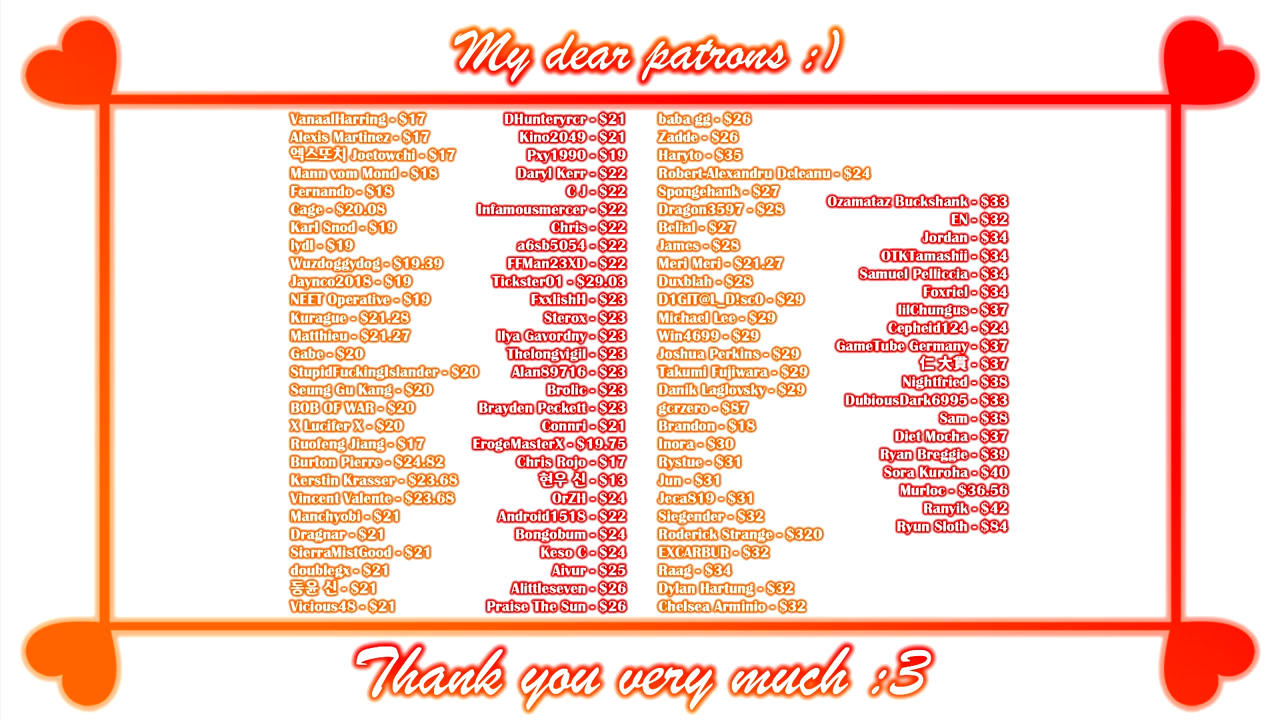 My dear patrons :)
VanaalHarring - $17
Alexis Martinez - $17
엑스또치 Joetowchi - $17
Mann vom Mond - $18
Fernando - $18
Cage - $20.08
Karl Snod - $19
lydl - $19
Wuzdoggydog - $19.39
Jaynco2018 - $19
NEET Operative - $19
Kurague - $21.28
Matthieu - $21.27
Gabe - $20
StupidFuckingIslander - $20
Seung Gu Kang - $20
BOB OF WAR - $20
X Lucifer X - $20
Ruofeng Jiang - $17
Burton Pierre - $24.82
Kerstin Krasser - $23.68
Vincent Valente - $23.68
Manchyobi - $21
Dragnar - $21
SierraMistGood - $21
doublegx - $21
동윤 신 - $21
Vicious48 - $21
DHunteryrcr - $21
Kino2049 - $21
Pxy1990 - $19
Daryl Kerr - $22
C J - $22
Infamousmercer - $22
Chris - $22
a6sb5054 - $22
FFMan23XD - $22
Tickster01 - $29.03
FxxlishH - $23
Sterox - $23
Ilya Gavordny - $23
Thelongvigil - $23
Alan89716 - $23
Brolic - $23
Brayden Peckett - $23
Connri - $21
ErogeMasterX - $19.75
Chris Rojo - $17
현우 신 - $13
OrZH - $24
Android1518 - $22
Bongobum - $24
Keso C - $24
Aivur - $25
Alittleseven - $26
Praise The Sun - $26
baba gg - $26
Zadde - $26
Haryto - $35
Robert-Alexandru Deleanu - $24
Spongehank - $27
Dragon3597 - $28
Belial - $27
James - $28
Meri Meri - $21.27
Duxblah - $28
D1GIT@L_D!sc0 - $29
Michael Lee - $29
Win4699 - $29
Joshua Perkins - $29
Takumi Fujiwara - $29
Danik Laglovsky - $29
gcrzero - $87
Brandon - $18
Inora - $30
Rystue - $31
Jun - $31
Jeca819 - $31
Siegender - $32
Roderick Strange - $320
EXCARBUR - $32
Raag - $34
Dylan Hartung - $32
Chelsea Arminio - $32
Ozamataz Buckshank - $33
EN - $32
Jordan - $34
OTKTamashii - $34
Samuel Pelliccia - $34
Foxriel - $34
lilChungus - $37
Cepheid124 - $24
GameTube Germany - $37
仁 大貫 - $37
Nightfried - $38
DubiousDark6995 - $33
Sam - $38
Diet Mocha - $37
Ryan Breggie - $39
Sora Kuroha - $40
Murloc - $36.56
Ranyik - $42
Ryun Sloth - $84
Thank you very much :3